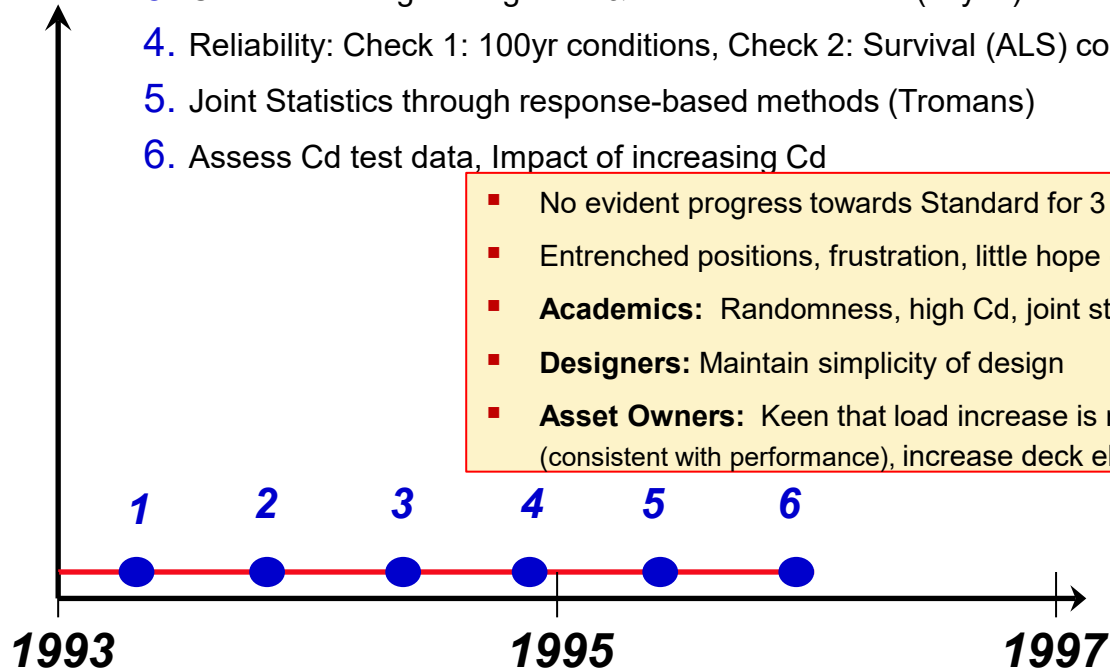 4. Reliability: Check 1: 100yr conditions, Check 2: Survival (ALS)
5. Joint Statistics through response-based methods (Tromans)
6. Assess Cd test data, Impact of increasing Cd
▪ No evident progress towards Standard for 3
▪ Entrenched positions, frustration, little hope
▪ Academics: Randomness, high Cd, joint
▪ Designers: Maintain simplicity of design
▪ Asset Owners: Keen that load increase is
(consistent with performance), increase deck
1 2 3 4 5 6
1993 1995 1997